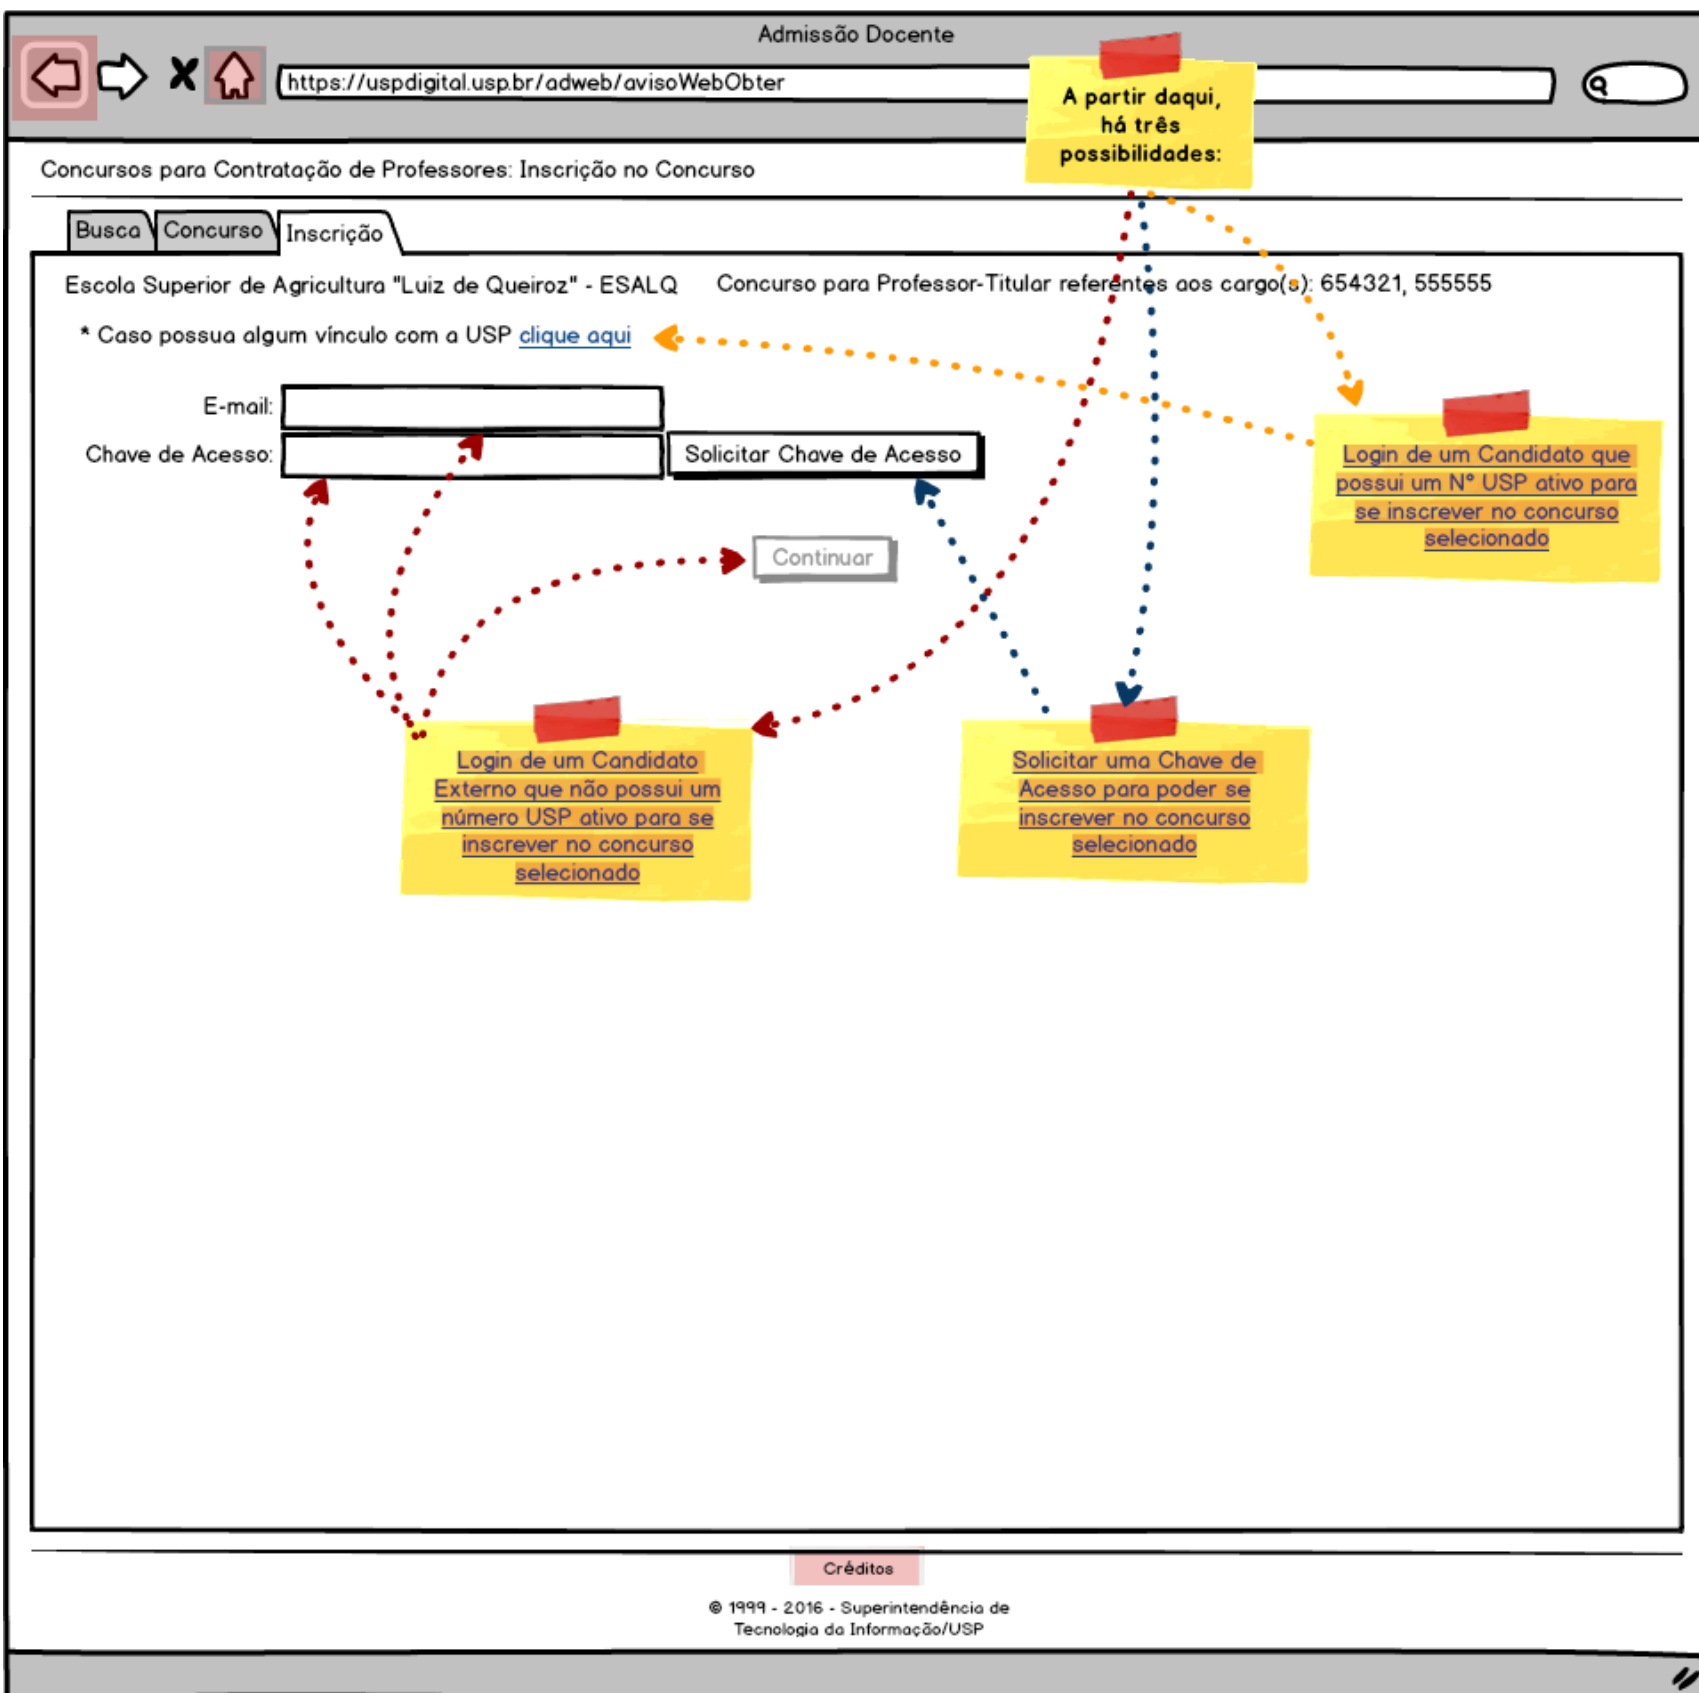 Admissão Docente
https://uspdigital.usp.br/adweb/avisoWebObter
A partir daqui,
há três
possibilidades:
Concursos para Contratação de Professores: Inscrição no Concurso
Busca
Concurso
Inscrição
Escola Superior de Agricultura "Luiz de Queiroz" - ESALQ
Concurso para Professor-Titular referentes aos cargo(s): 654321, 555555
* Caso possua algum vínculo com a USP clique aqui
E-mail:
Chave de Acesso:
Solicitar Chave de Acesso
Login de um Candidato que
possui um Nº USP ativo para
se inscrever no concurso
selecionado
Continuar
Login de um Candidato
Externo que não possui um
número USP ativo para se
inscrever no concurso
selecionado
Solicitar uma Chave de
Acesso para poder se
inscrever no concurso
selecionado
Créditos
© 1999 - 2016 - Superintendência de
Tecnologia da Informação/USP